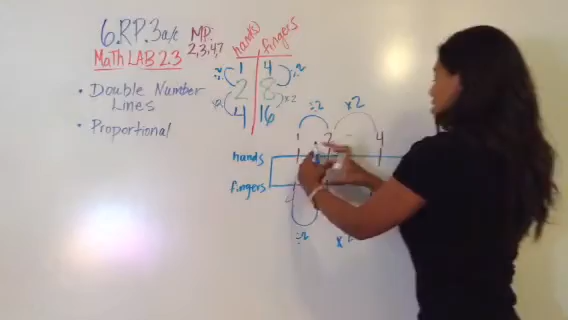 6.RP.3a/c
MP:
2,3,4,7
Math LAB 2.3
• Double Number
Lines
• Proportional
hands
fingers
÷2
1
4
÷2
2
8
x2
x2
4
16
÷2
x2
1
2
4
hands
fingers
÷2
x